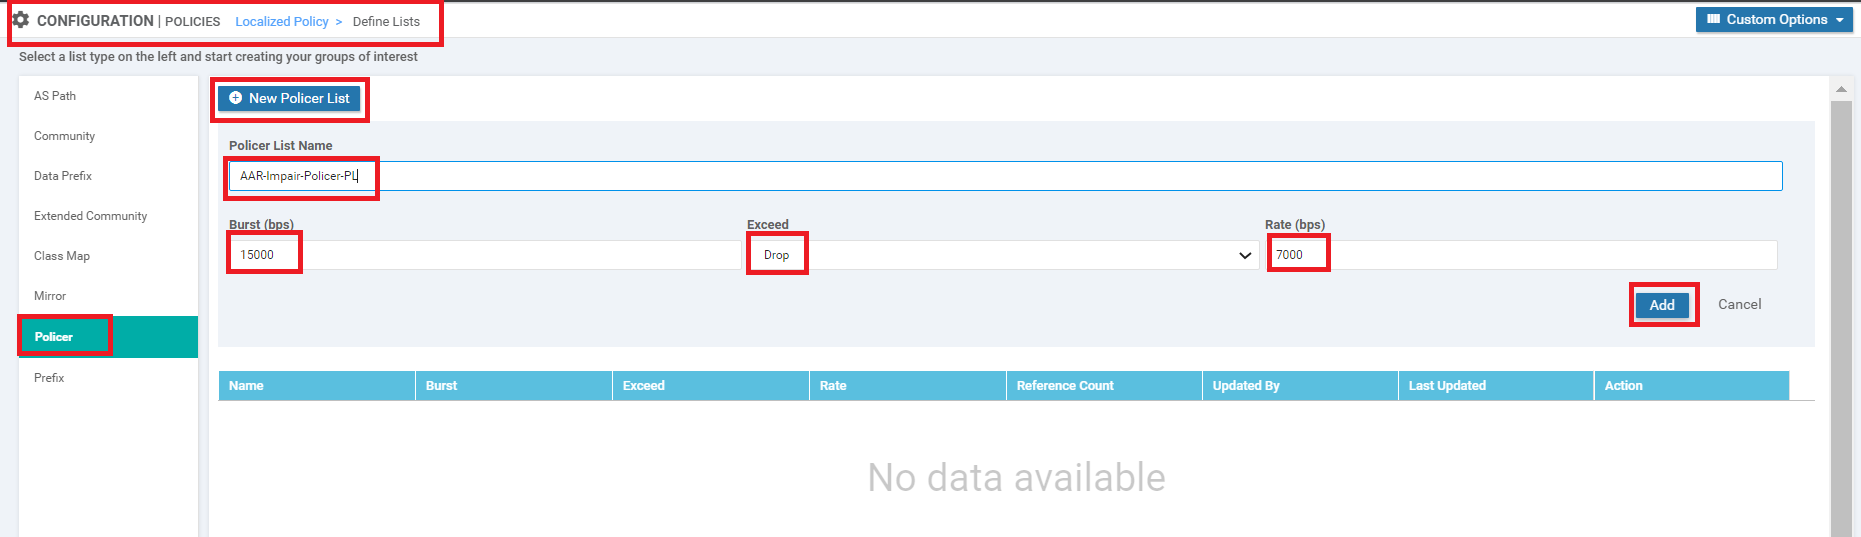 CONFIGURATION | POLICIES Localized Policy > Define Lists
Custom Options
Select a list type on the left and start creating your groups of interest
AS Path
Community
Data Prefix
Extended Community
Class Map
Mirror
Policer
Prefix
New Policer List
Policer List Name
AAR-Impair-Policer-PL
Burst (bps) Exceed Rate (bps)
15000 Drop 7000
Add Cancel
Name Burst Exceed Rate Reference Count Updated By Last Updated Action
No data available